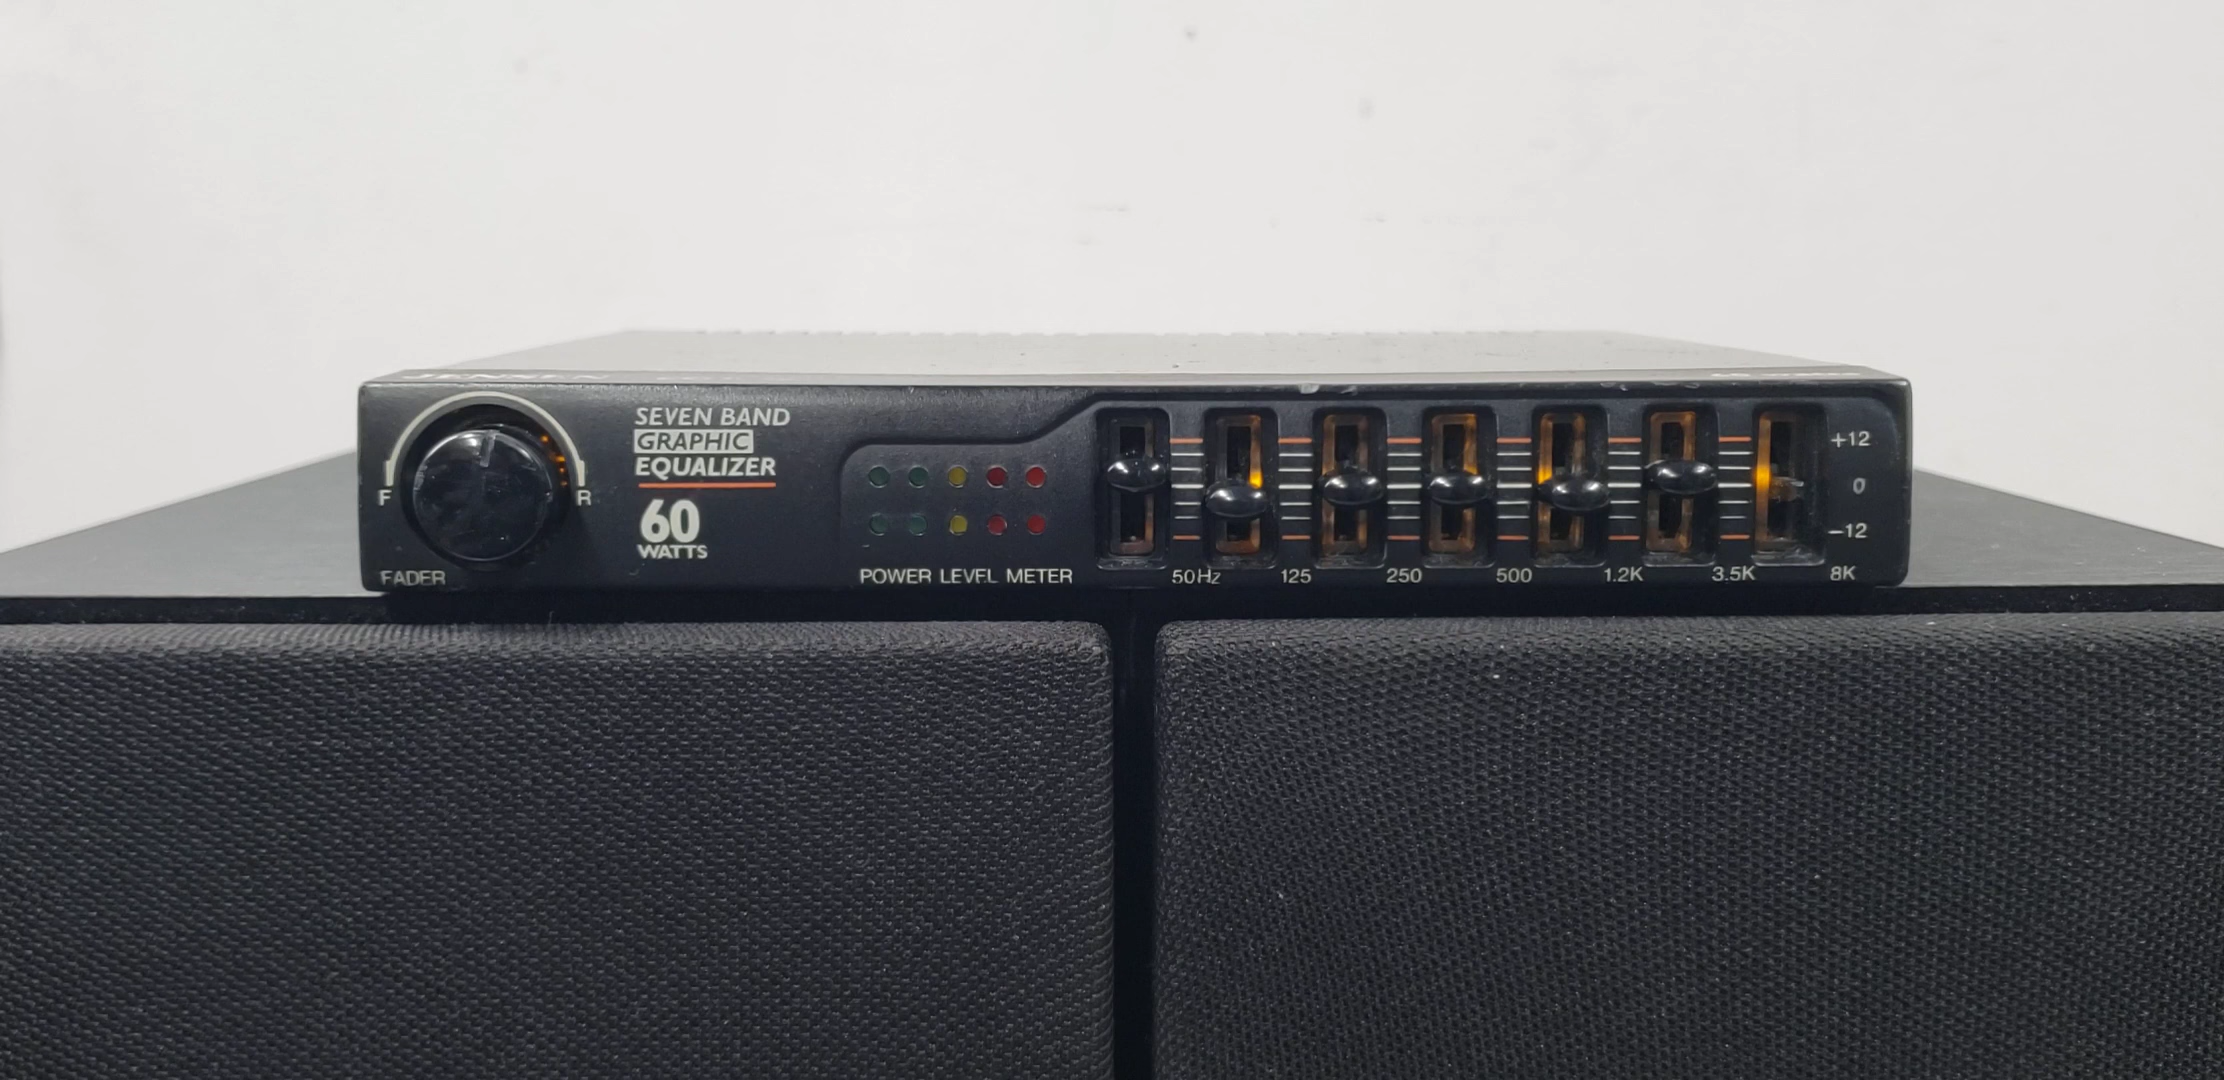 JENSEN
SEVEN BAND
GRAPHIC
EQUALIZER
60
WATTS
F R
FADER
POWER LEVEL METER
50Hz 125 250 500 1.2K 3.5K 8K
+12
0
-12